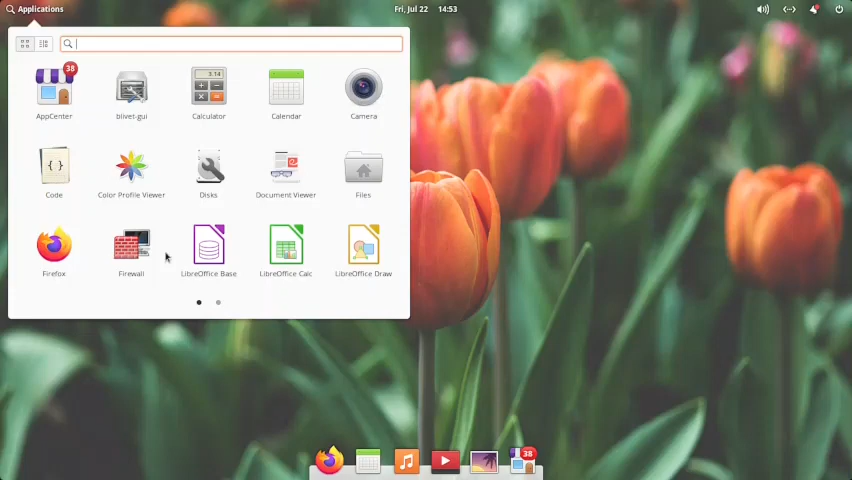 Applications
Fri, Jul 22 14:53
38
AppCenter
blivet-gui
3.14
Calculator
Calendar
Camera
{ }
Code
Color Profile Viewer
Disks
Document Viewer
Files
Firefox
Firewall
LibreOffice Base
LibreOffice Calc
LibreOffice Draw
38